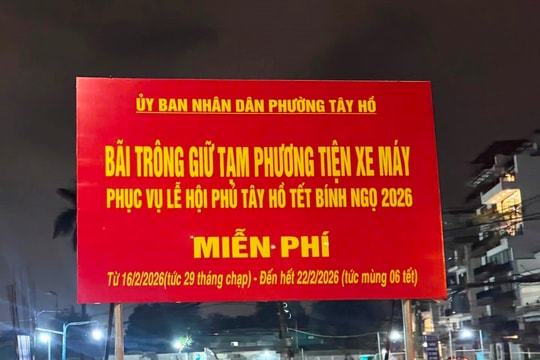 ỦY BAN NHÂN DÂN PHƯỜNG TÂY HỒ
BÃI TRÔNG GIỮ TẠM PHƯƠNG TIỆN XE MÁY
PHỤC VỤ LỄ HỘI PHỦ TÂY HỒ TẾT BÍNH NGỌ 2026
MIỄN PHÍ
Từ 16/2/2026(tức 29 tháng chạp) - Đến hết 22/2/2026 (tức mùng 06 tết)